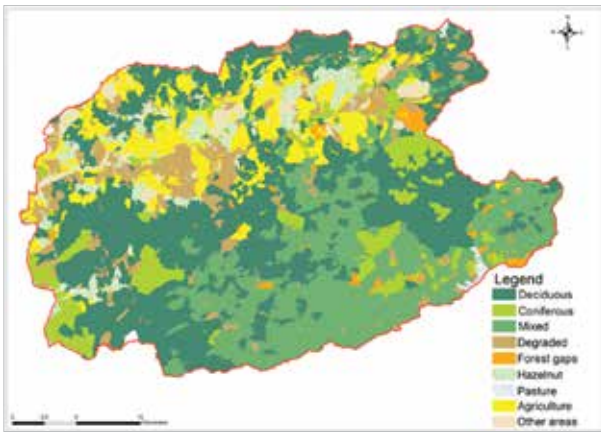 Legend
Deciduous
Coniferous
Mixed
Degraded
Forest gaps
Hazelnut
Pasture
Agriculture
Other areas